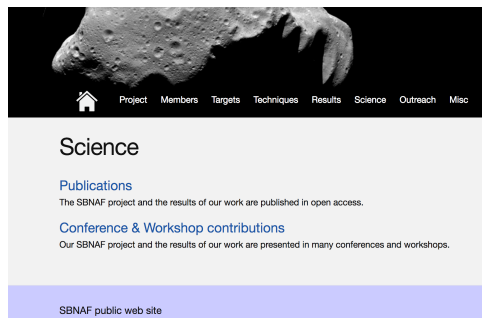 Project Members Targets Techniques Results Science Outreach Misc
Science
Publications
The SBNAF project and the results of our work are published in open access.
Conference & Workshop contributions
Our SBNAF project and the results of our work are presented in many conferences and workshops.
SBNAF public web site